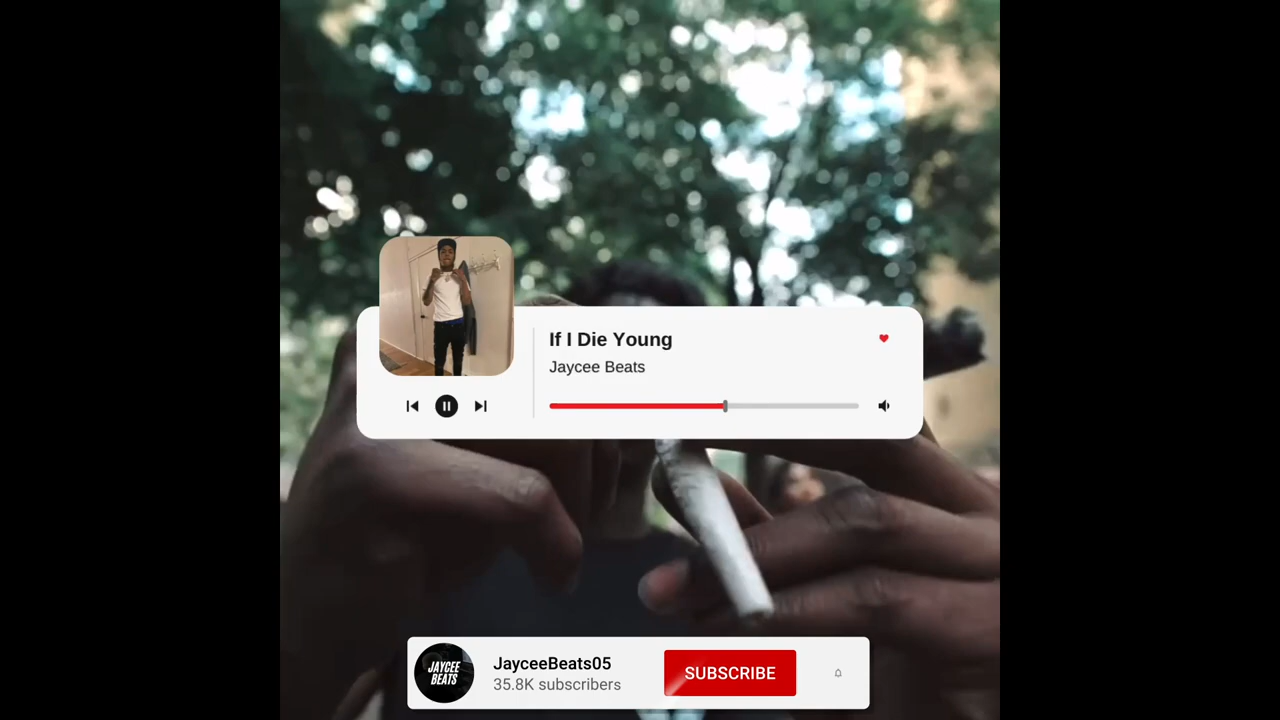 If I Die Young
Jaycee Beats
JAYCEE
BEATS
JayceeBeats05
35.8K subscribers
SUBSCRIBE